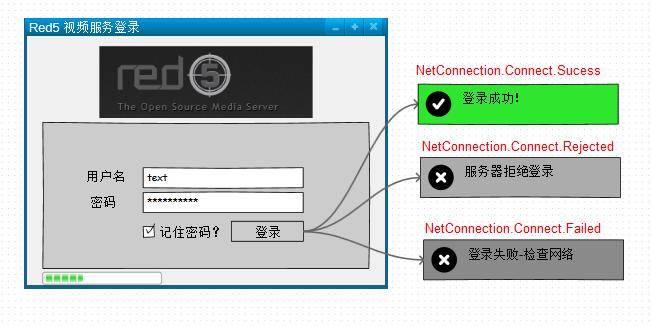 Red5 视频服务登录
red5
The Open Source Media Server
用户名 text
密码 **********
记住密码? 登录
NetConnection.Connect.Sucess
登录成功!
NetConnection.Connect.Rejected
服务器拒绝登录
NetConnection.Connect.Failed
登录失败-检查网络